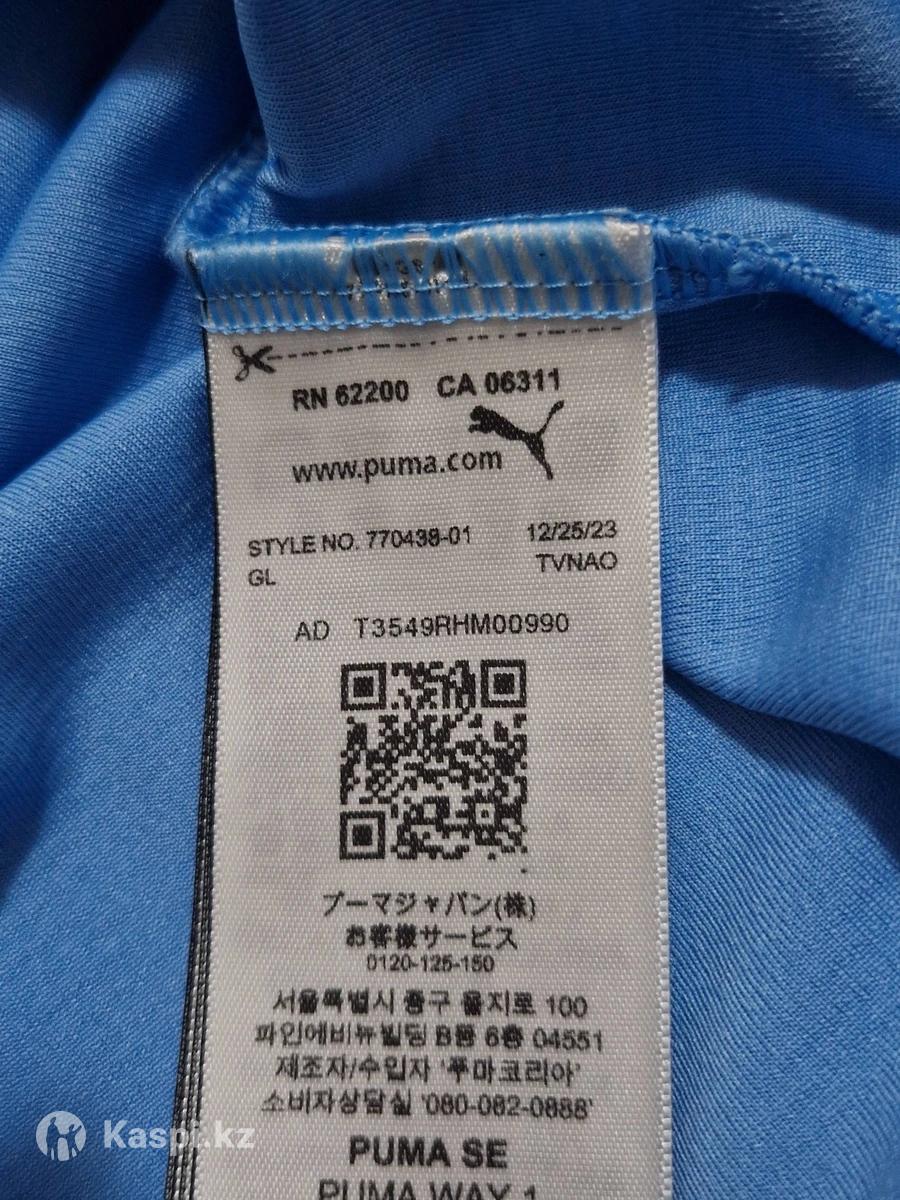 RN 62200 CA 06311
www.puma.com
STYLE NO. 770438-01 12/25/23
GL TVNAO
AD T3549RHM00990
プーマジャパン(株)
お客様サービス
0120-125-150
서울특별시 중구 을지로 100
파인에비뉴빌딩 B동 6층 04551
제조자/수입자 '푸마코리아'
소비자상담실 '080-082-0888'
PUMA SE
PUMA WAY 1
Kaspi.kz